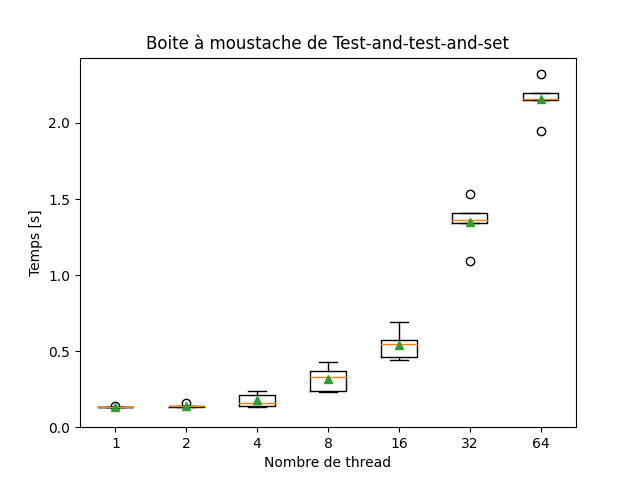 Boite à moustache de Test-and-test-and-set
Temps [s]
2.0
1.5
1.0
0.5
0.0
1 2 4 8 16 32 64
Nombre de thread